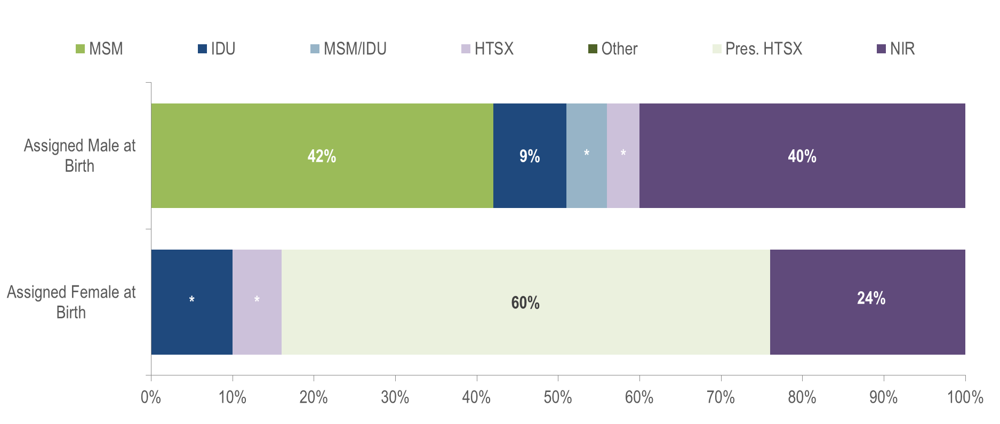 MSM IDU MSM/IDU HTSX Other Pres. HTSX NIR
Assigned Male at
Birth
42% 9% * * 40%
Assigned Female at
Birth
* * 60% 24%
0% 10% 20% 30% 40% 50% 60% 70% 80% 90% 100%